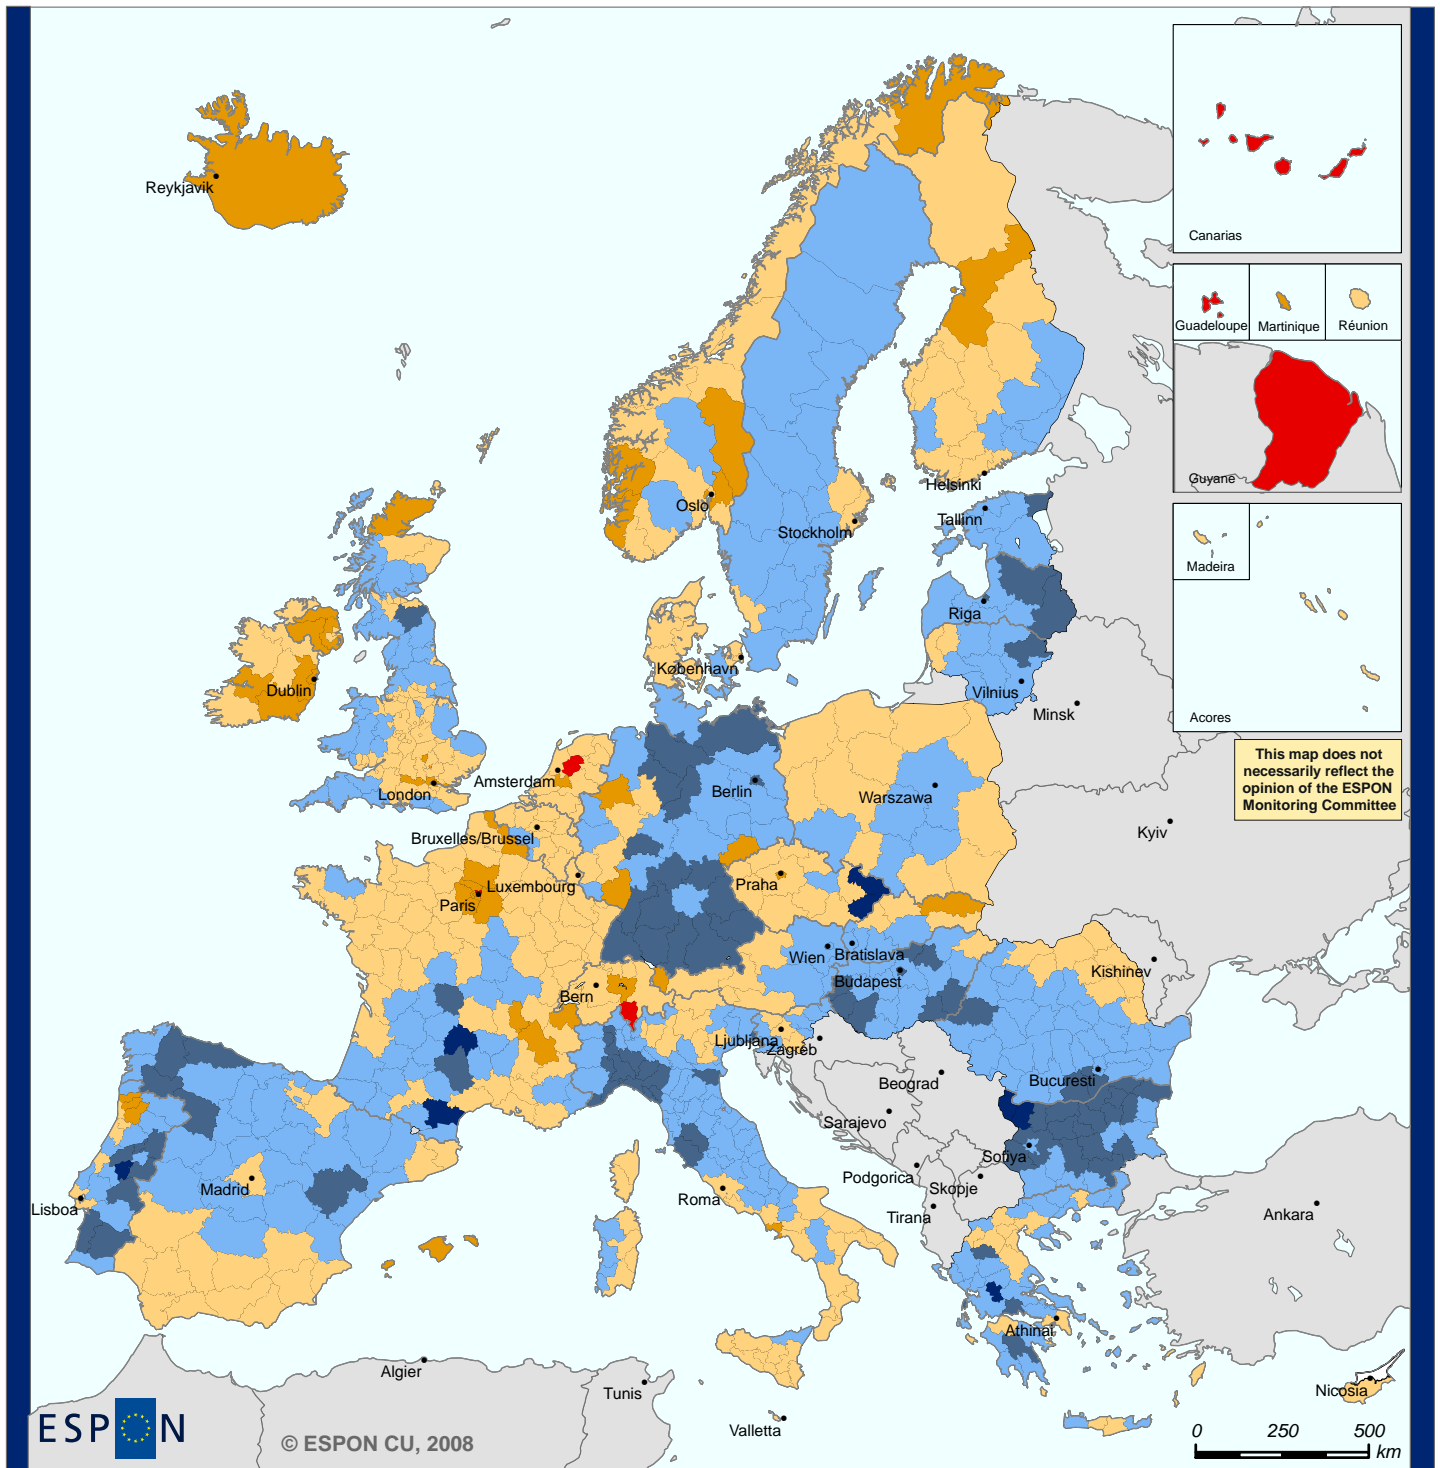 Reykjavik
Canarias
Guadeloupe
Martinique
Réunion
Guyane
Madeira
Acores
This map does not
necessarily reflect the
opinion of the ESPON
Monitoring Committee
Oslo
Helsinki
Stockholm
Tallinn
Riga
København
Vilnius
Minsk
Dublin
Amsterdam
London
Berlin
Warszawa
Kyiv
Bruxelles/Brussel
Luxembourg
Praha
Paris
Wien
Bratislava
Budapest
Kishinev
Bern
Ljubljana
Zagreb
Beograd
Bucuresti
Sarajevo
Sofiya
Podgorica
Skopje
Madrid
Lisboa
Roma
Tirana
Ankara
Athinai
Algier
Tunis
Valletta
Nicosia
ESPON
© ESPON CU, 2008
0 250 500
km